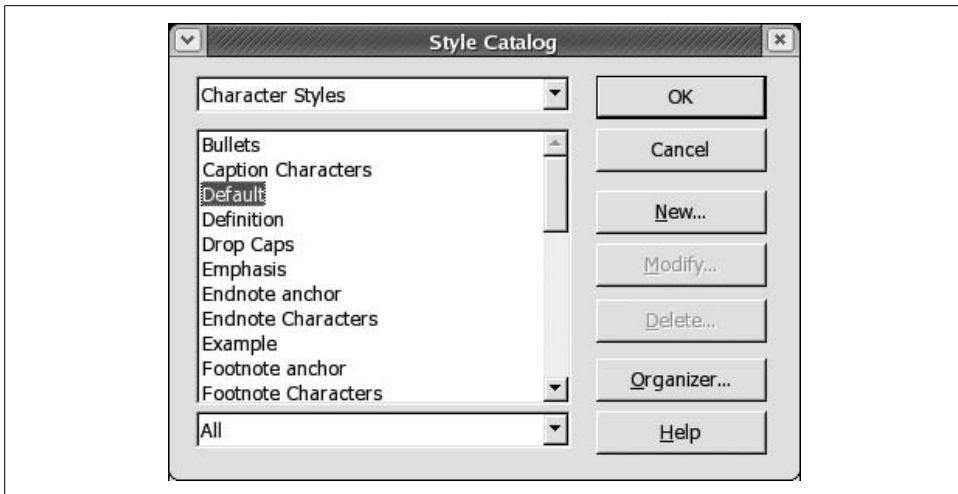 Style Catalog
Character Styles
Bullets
Caption Characters
Default
Definition
Drop Caps
Emphasis
Endnote anchor
Endnote Characters
Example
Footnote anchor
Footnote Characters
All
OK
Cancel
New...
Modify...
Delete...
Organizer...
Help